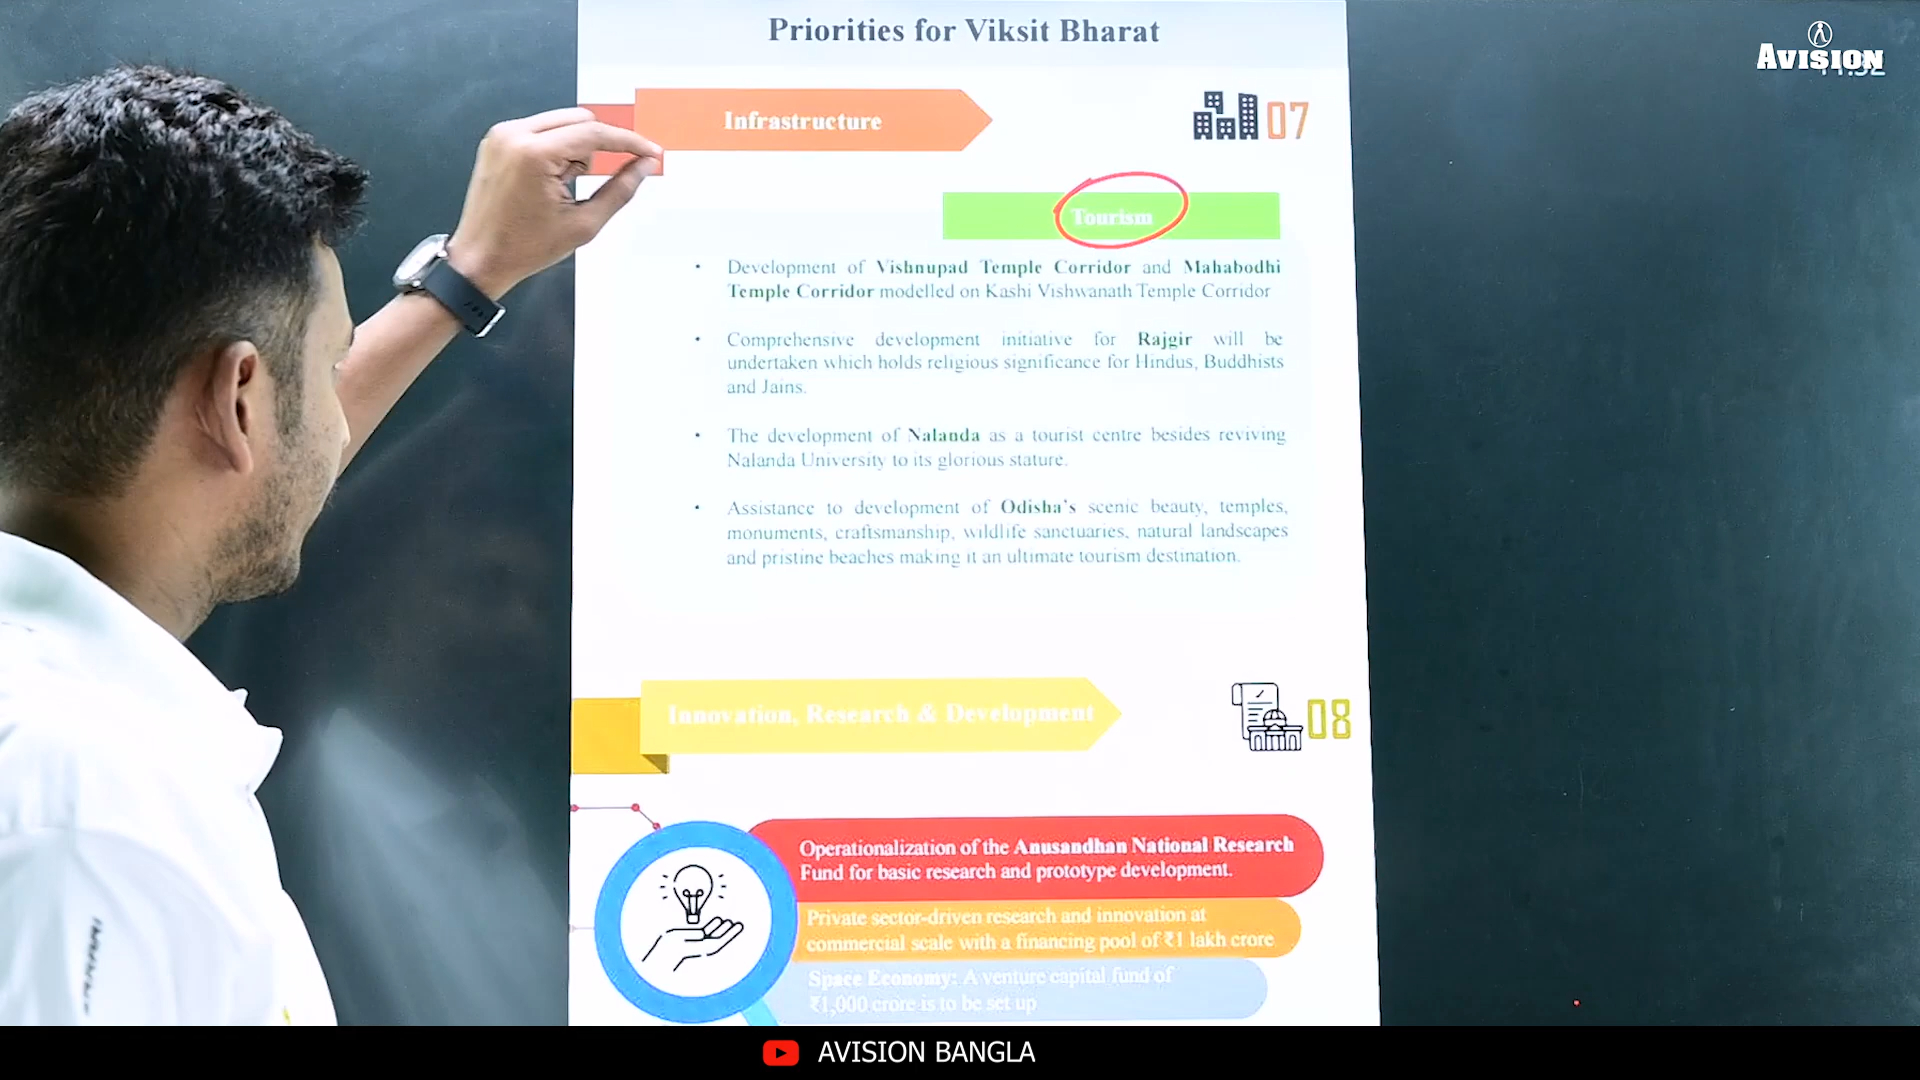 Priorities for Viksit Bharat
AVISION
Infrastructure
07
Tourism
• Development of Vishnupad Temple Corridor and Mahabodhi
Temple Corridor modelled on Kashi Vishwanath Temple Corridor
• Comprehensive development initiative for Rajgir will be
undertaken which holds religious significance for Hindus, Buddhists
and Jains.
• The development of Nalanda as a tourist centre besides reviving
Nalanda University to its glorious stature.
• Assistance to development of Odisha's scenic beauty, temples,
monuments, craftsmanship, wildlife sanctuaries, natural landscapes
and pristine beaches making it an ultimate tourism destination.
Innovation, Research & Development
08
Operationalization of the Anusandhan National Research
Fund for basic research and prototype development.
Private sector-driven research and innovation at
commercial scale with a financing pool of ₹1 lakh crore
Space Economy: A venture capital fund of
₹1,000 crore is to be set up
AVISION BANGLA